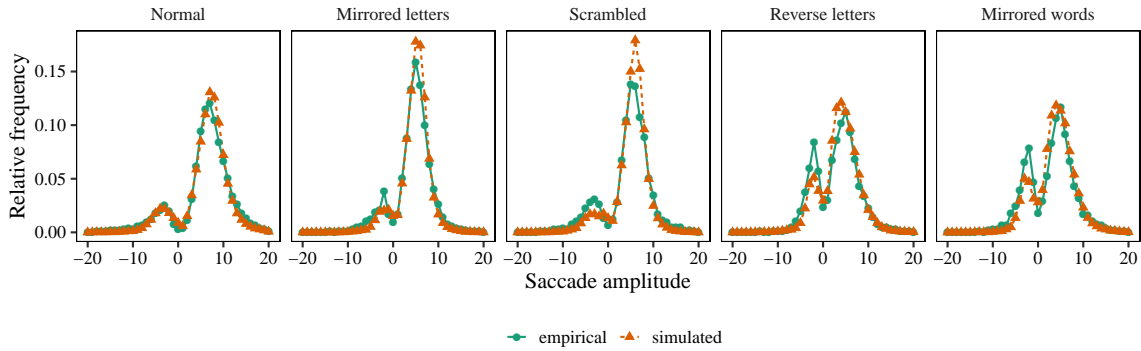 Normal Mirrored letters Scrambled Reverse letters Mirrored words
Relative frequency
0.15
0.10
0.05
0.00
−20 −10 0 10 20 −20 −10 0 10 20 −20 −10 0 10 20 −20 −10 0 10 20 −20 −10 0 10 20
Saccade amplitude
empirical simulated